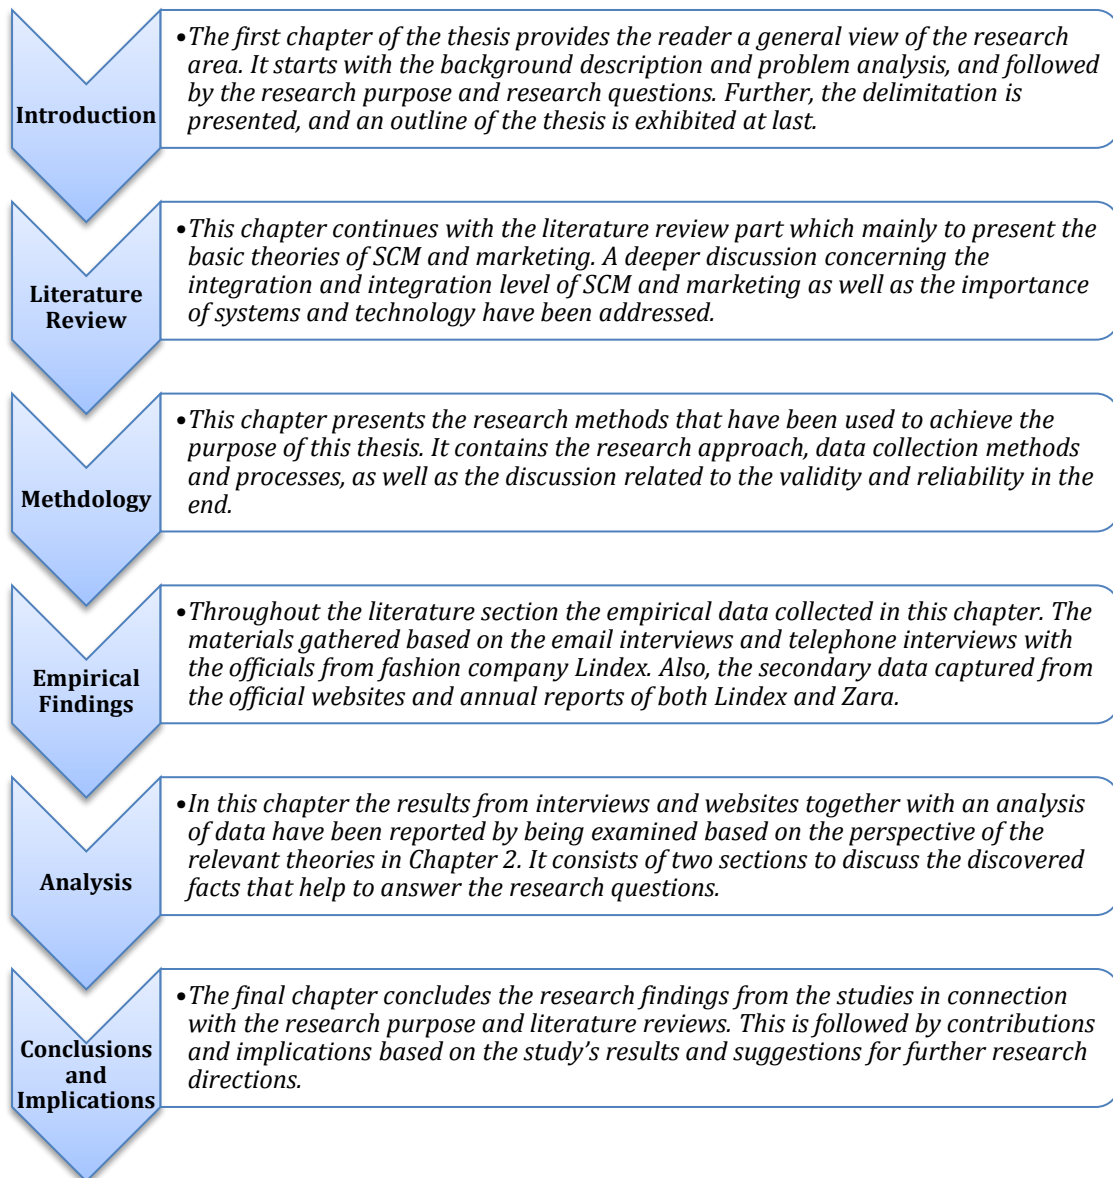 Introduction
•The first chapter of the thesis provides the reader a general view of the research
area. It starts with the background description and problem analysis, and followed
by the research purpose and research questions. Further, the delimitation is
presented, and an outline of the thesis is exhibited at last.
Literature
Review
•This chapter continues with the literature review part which mainly to present the
basic theories of SCM and marketing. A deeper discussion concerning the
integration and integration level of SCM and marketing as well as the importance
of systems and technology have been addressed.
Methdology
•This chapter presents the research methods that have been used to achieve the
purpose of this thesis. It contains the research approach, data collection methods
and processes, as well as the discussion related to the validity and reliability in the
end.
Empirical
Findings
•Throughout the literature section the empirical data collected in this chapter. The
materials gathered based on the email interviews and telephone interviews with
the officials from fashion company Lindex. Also, the secondary data captured from
the official websites and annual reports of both Lindex and Zara.
Analysis
•In this chapter the results from interviews and websites together with an analysis
of data have been reported by being examined based on the perspective of the
relevant theories in Chapter 2. It consists of two sections to discuss the discovered
facts that help to answer the research questions.
Conclusions
and
Implications
•The final chapter concludes the research findings from the studies in connection
with the research purpose and literature reviews. This is followed by contributions
and implications based on the study's results and suggestions for further research
directions.